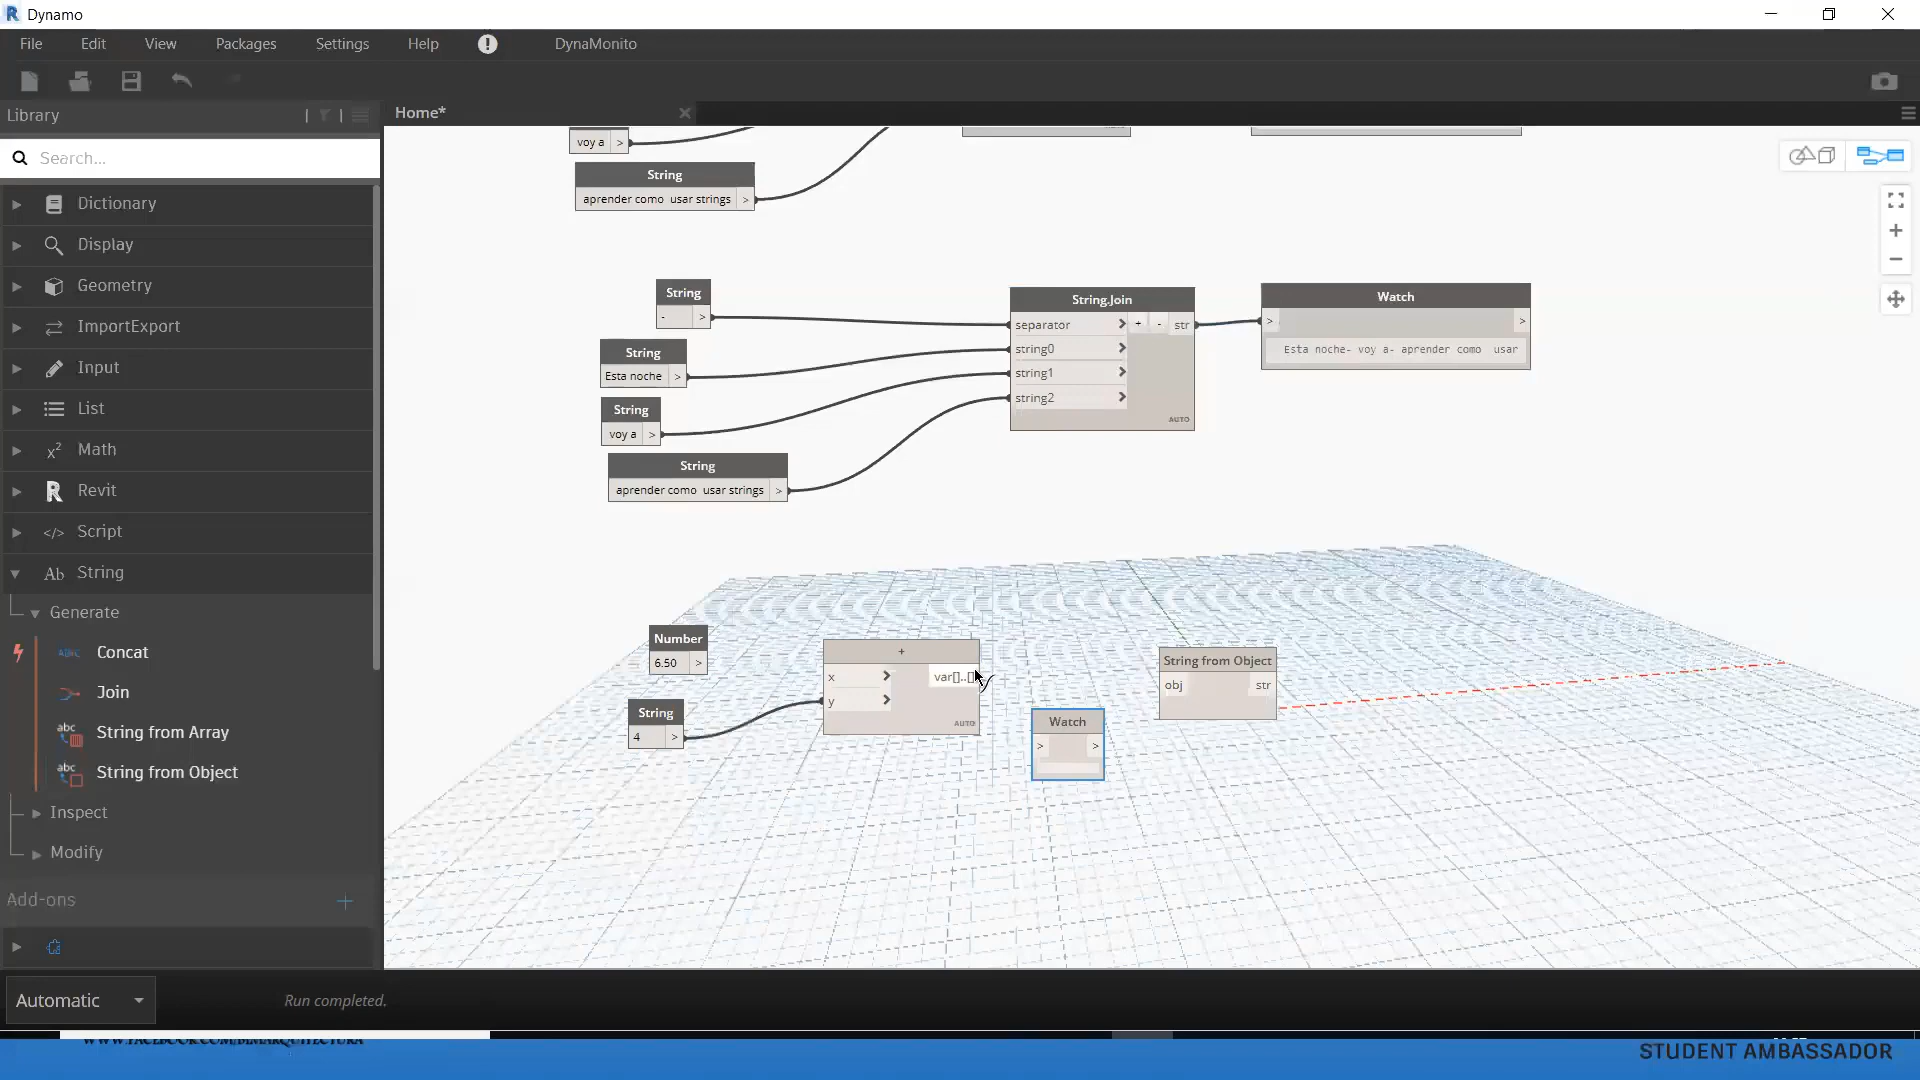 Dynamo
File Edit View Packages Settings Help DynaMonito
Library
Home*
Search...
Dictionary
Display
Geometry
ImportExport
Input
List
Math
Revit
Script
String
Generate
Concat
Join
String from Array
String from Object
Inspect
Modify
Add-ons
voy a >
String
aprender como usar strings >
String
- >
String
Esta noche >
String
voy a >
String
aprender como usar strings >
String.Join
separator > + - str
string0 >
string1 >
string2 >
AUTO
Watch
> >
Esta noche- voy a- aprender como usar
Number
6.50 >
String
4 >
+
x > var[]..[]
y >
AUTO
Watch
> >
String from Object
obj str
Automatic
Run completed.
STUDENT AMBASSADOR